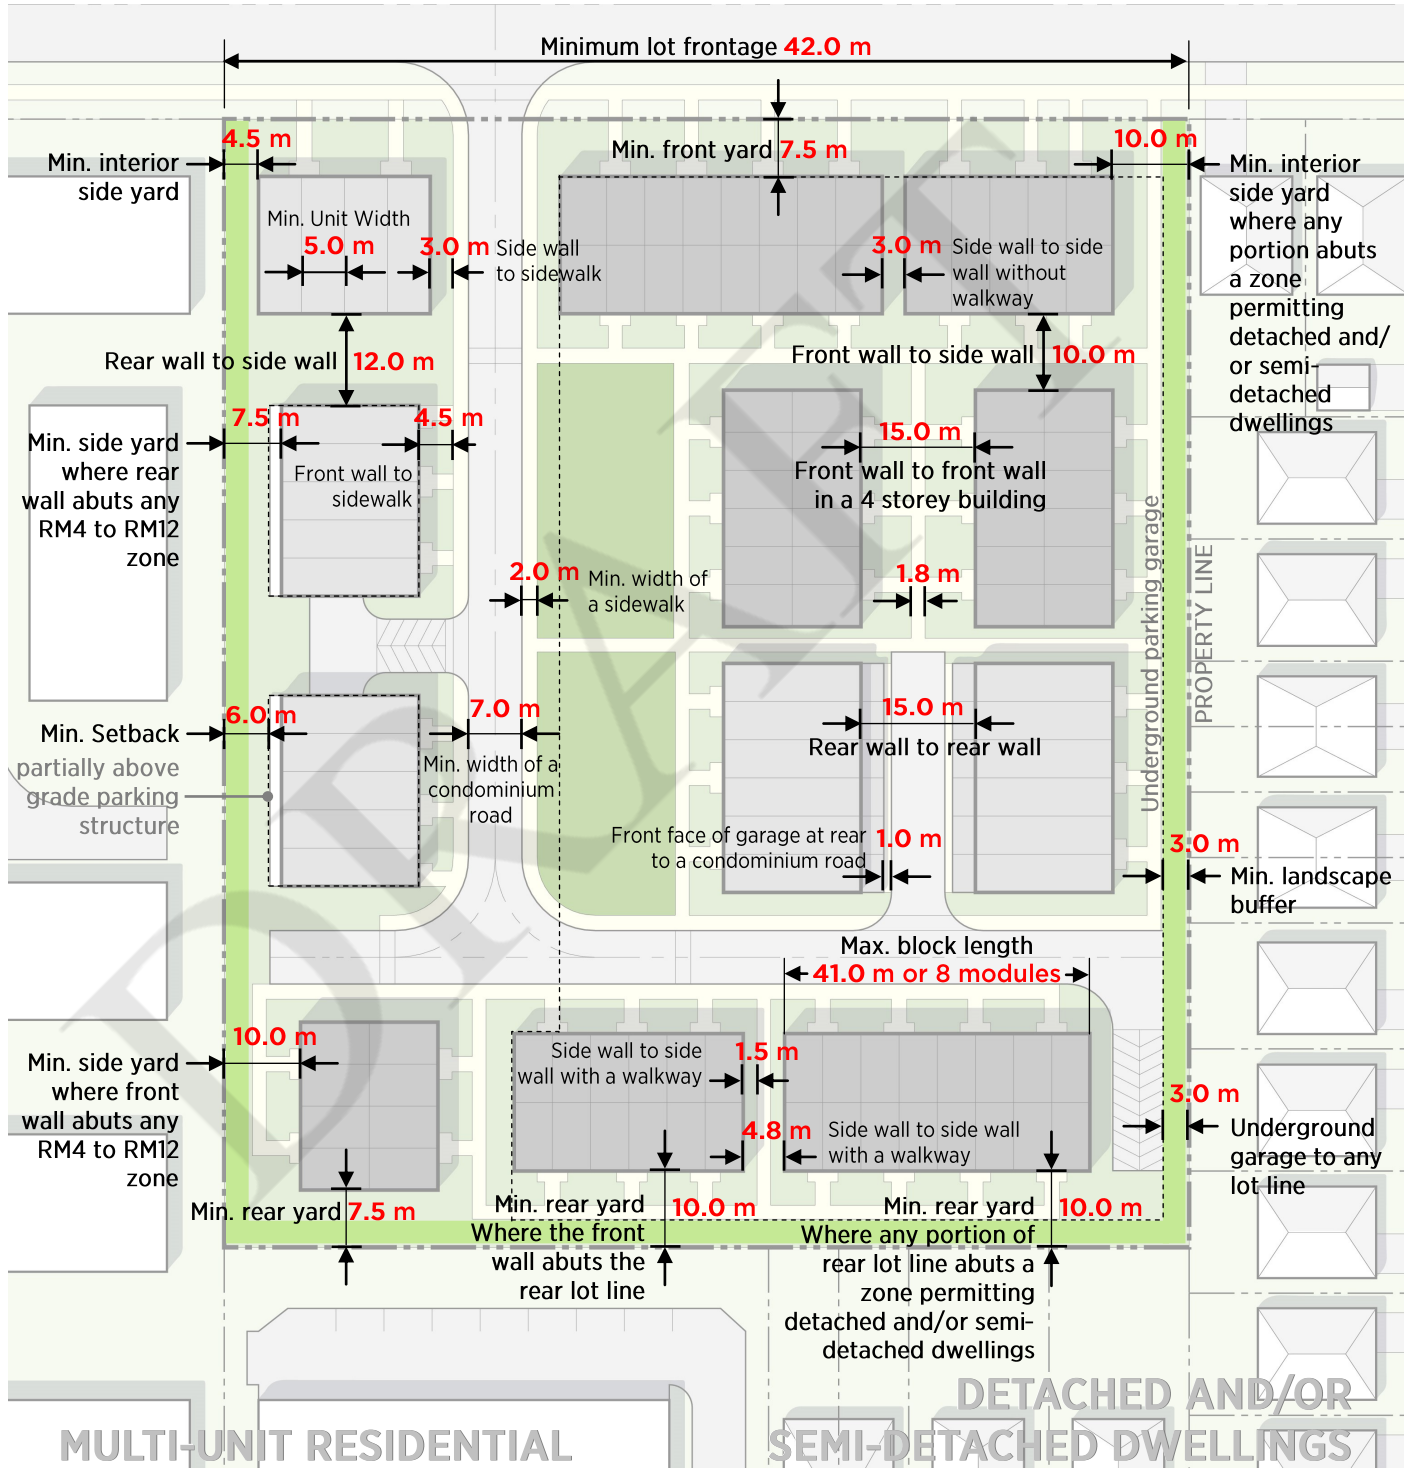 Minimum lot frontage 42.0 m
4.5 m
Min. interior
side yard
Min. front yard 7.5 m
10.0 m
Min. interior
side yard
where any
portion abuts
a zone
permitting
detached and/
or semi-
detached
dwellings
Min. Unit Width
5.0 m
3.0 m
Side wall
to sidewalk
3.0 m
Side wall to side
wall without
walkway
Rear wall to side wall 12.0 m
Front wall to side wall 10.0 m
7.5 m
Min. side yard
where rear
wall abuts any
RM4 to RM12
zone
4.5 m
Front wall to
sidewalk
15.0 m
Front wall to front wall
in a 4 storey building
2.0 m
Min. width of
a sidewalk
1.8 m
Underground parking garage
PROPERTY LINE
6.0 m
Min. Setback
partially above
grade parking
structure
7.0 m
Min. width of a
condominium
road
15.0 m
Rear wall to rear wall
Front face of garage at rear
to a condominium road
1.0 m
3.0 m
Min. landscape
buffer
Max. block length
41.0 m or 8 modules
10.0 m
Min. side yard
where front
wall abuts any
RM4 to RM12
zone
Side wall to side
wall with a walkway
1.5 m
4.8 m
Side wall to side wall
with a walkway
3.0 m
Underground
garage to any
lot line
Min. rear yard 7.5 m
Min. rear yard
Where the front
wall abuts the
rear lot line
10.0 m
Min. rear yard
Where any portion of
rear lot line abuts a
zone permitting
detached and/or semi-
detached dwellings
10.0 m
MULTI-UNIT RESIDENTIAL
DETACHED AND/OR
SEMI-DETACHED DWELLINGS
DRAFT